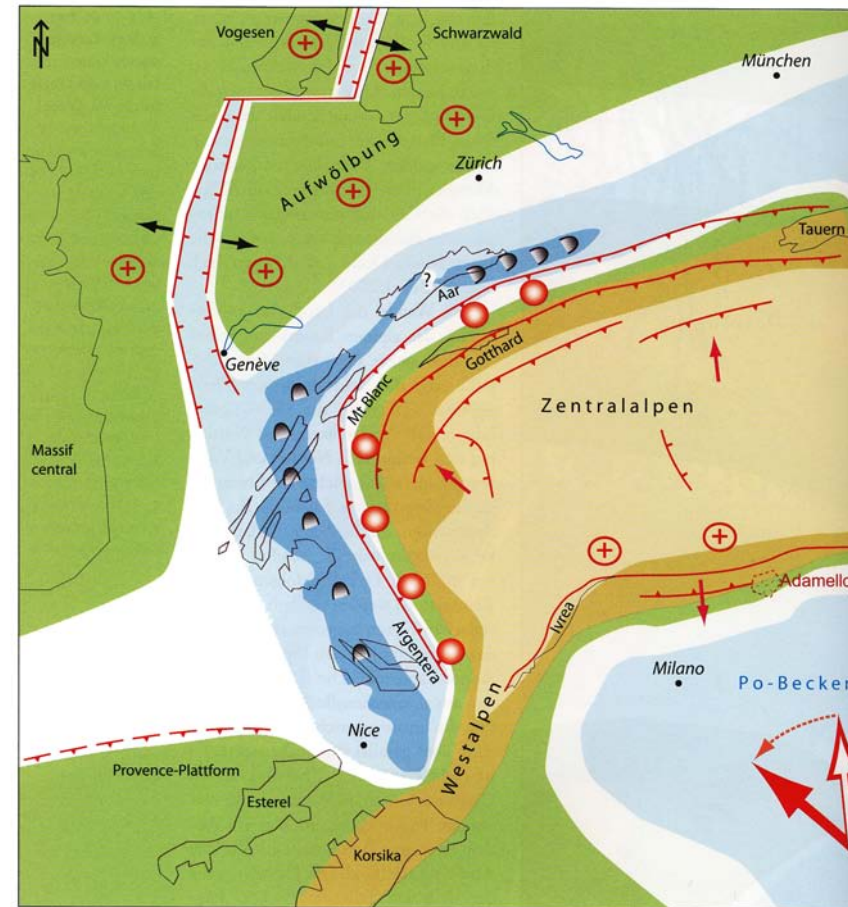 N
Vogesen
Schwarzwald
München
Aufwölbung
Zürich
Tauern
?
Aar
Genève
Gotthard
Mt Blanc
Zentralalpen
Massif
central
Adamello
Ivrea
Argentera
Milano
Po-Becken
Westalpen
Nice
Provence-Plattform
Esterel
Korsika